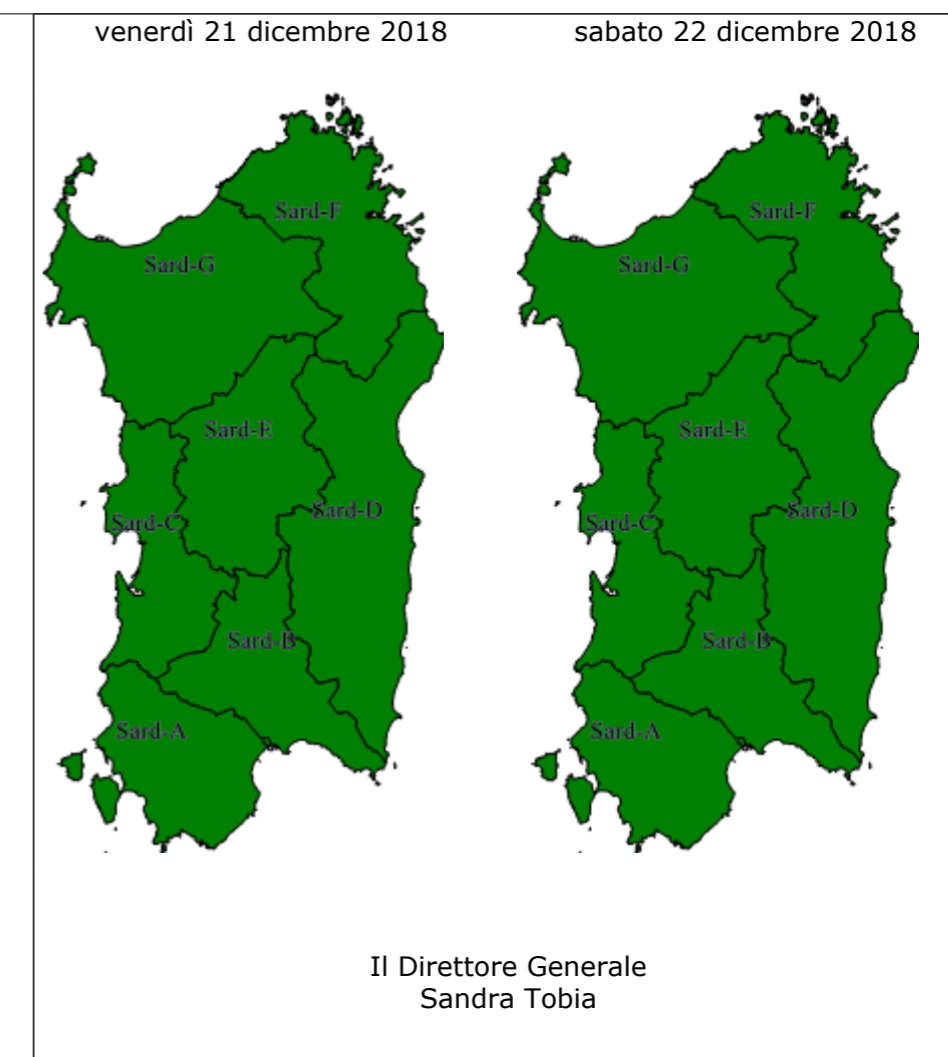 venerdì 21 dicembre 2018
sabato 22 dicembre 2018
Sard-F
Sard-G
Sard-E
Sard-D
Sard-C
Sard-B
Sard-A
Sard-F
Sard-G
Sard-E
Sard-D
Sard-C
Sard-B
Sard-A
Il Direttore Generale
Sandra Tobia